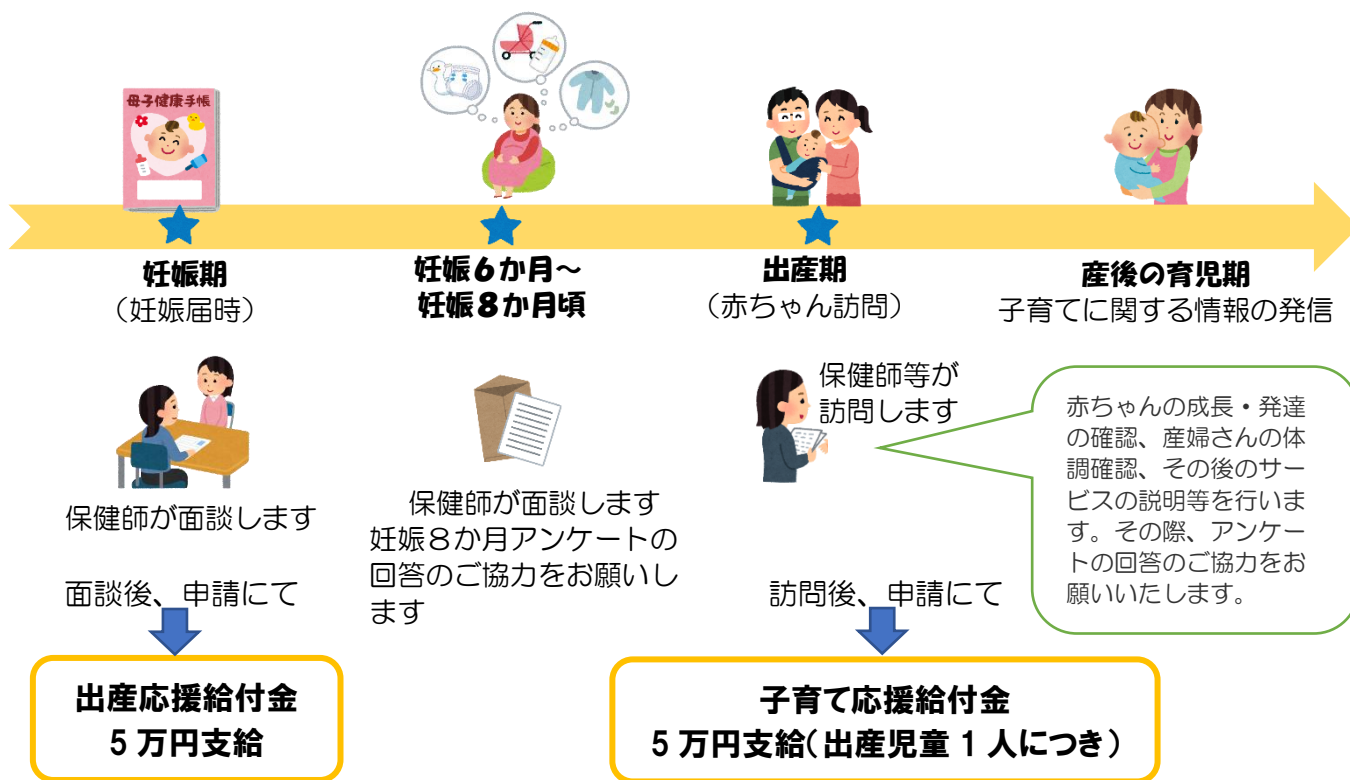 母子健康手帳
妊娠期
(妊娠届時)
保健師が面談します
面談後、申請にて
出産応援給付金
5万円支給
妊娠6か月～
妊娠8か月頃
保健師が面談します
妊娠8か月アンケートの
回答のご協力をお願いし
ます
出産期
(赤ちゃん訪問)
保健師等が
訪問します
訪問後、申請にて
子育て応援給付金
5万円支給(出産児童1人につき)
産後の育児期
子育てに関する情報の発信
赤ちゃんの成長・発達
の確認、産婦さんの体
調確認、その後のサー
ビスの説明等を行いま
す。その際、アンケー
トの回答のご協力をお
願いいたします。